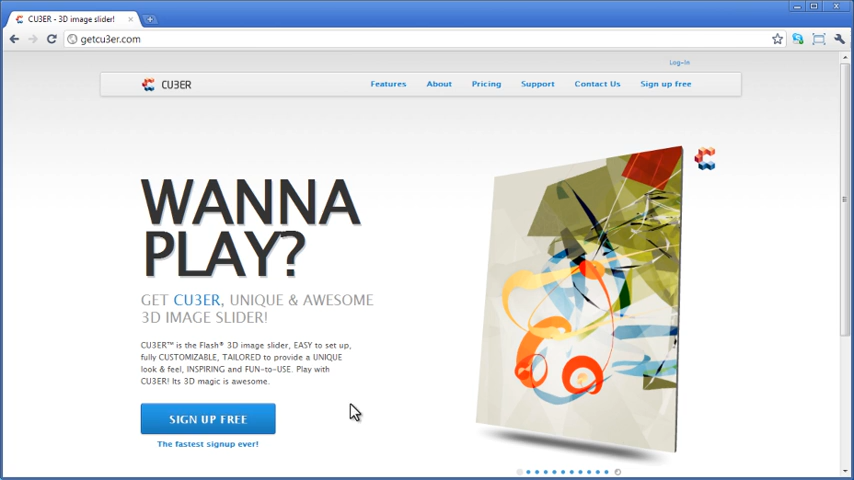 CU3ER - 3D image slider!
getcu3er.com
Log-in
CU3ER
Features
About
Pricing
Support
Contact Us
Sign up free
WANNA
PLAY?
GET CU3ER, UNIQUE & AWESOME
3D IMAGE SLIDER!
CU3ER™ is the Flash® 3D image slider, EASY to set up,
fully CUSTOMIZABLE, TAILORED to provide a UNIQUE
look & feel, INSPIRING and FUN-to-USE. Play with
CU3ER! Its 3D magic is awesome.
SIGN UP FREE
The fastest signup ever!